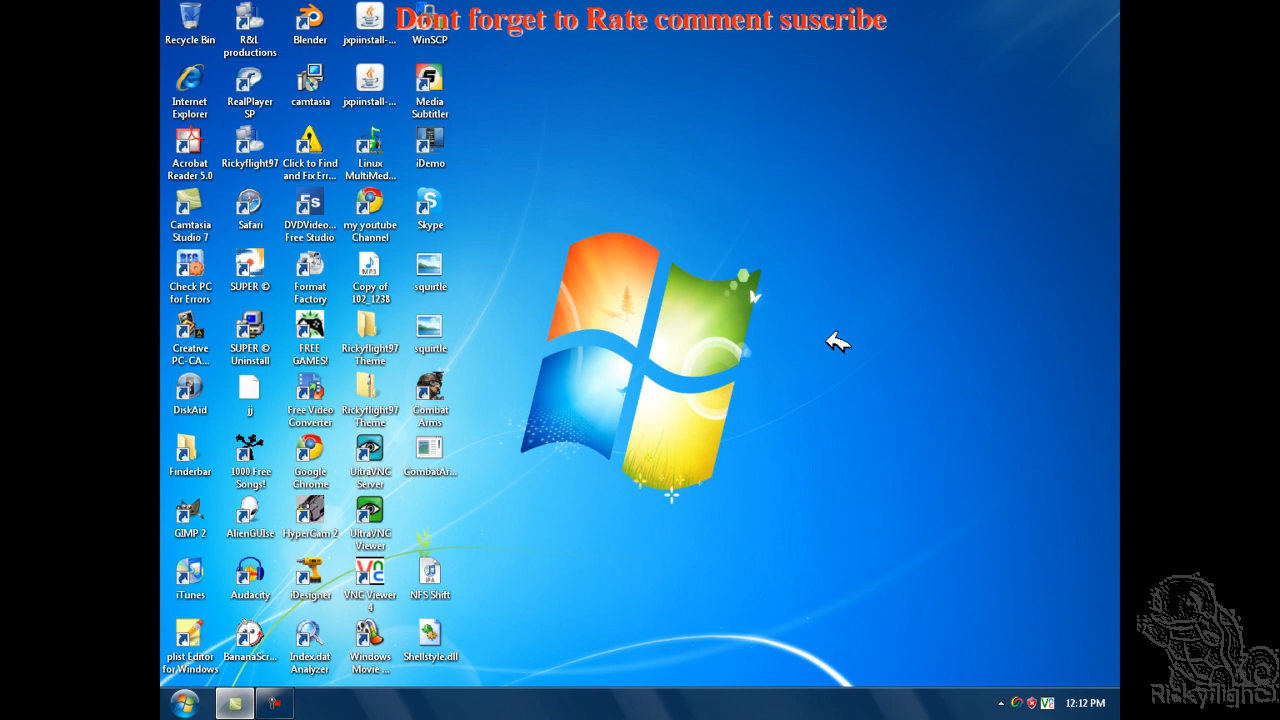 Dont forget to Rate comment suscribe
Recycle Bin
R&L
productions
Blender
jxpiinstall-...
WinSCP
Internet
Explorer
RealPlayer
SP
camtasia
jxpiinstall-...
Media
Subtitler
Acrobat
Reader 5.0
Rickyflight97
Click to Find
and Fix Err...
Linux
MultiMed...
iDemo
Camtasia
Studio 7
Safari
DVDVideo...
Free Studio
my youtube
Channel
Skype
Check PC
for Errors
SUPER ©
Format
Factory
Copy of
102_1238
squirtle
Creative
PC-CA...
SUPER ©
Uninstall
FREE
GAMES!
Rickyflight97
Theme
squirtle
DiskAid
jj
Free Video
Converter
Rickyflight97
Theme
Combat
Arms
Finderbar
1000 Free
Songs!
Google
Chrome
UltraVNC
Server
CombatAr...
GIMP 2
AlienGUIse
HyperCam 2
UltraVNC
Viewer
iTunes
Audacity
iDesigner
VNC Viewer
4
NFS Shift
plist Editor
for Windows
BananaScr...
Index.dat
Analyzer
Windows
Movie ...
Shellstyle.dll
12:12 PM